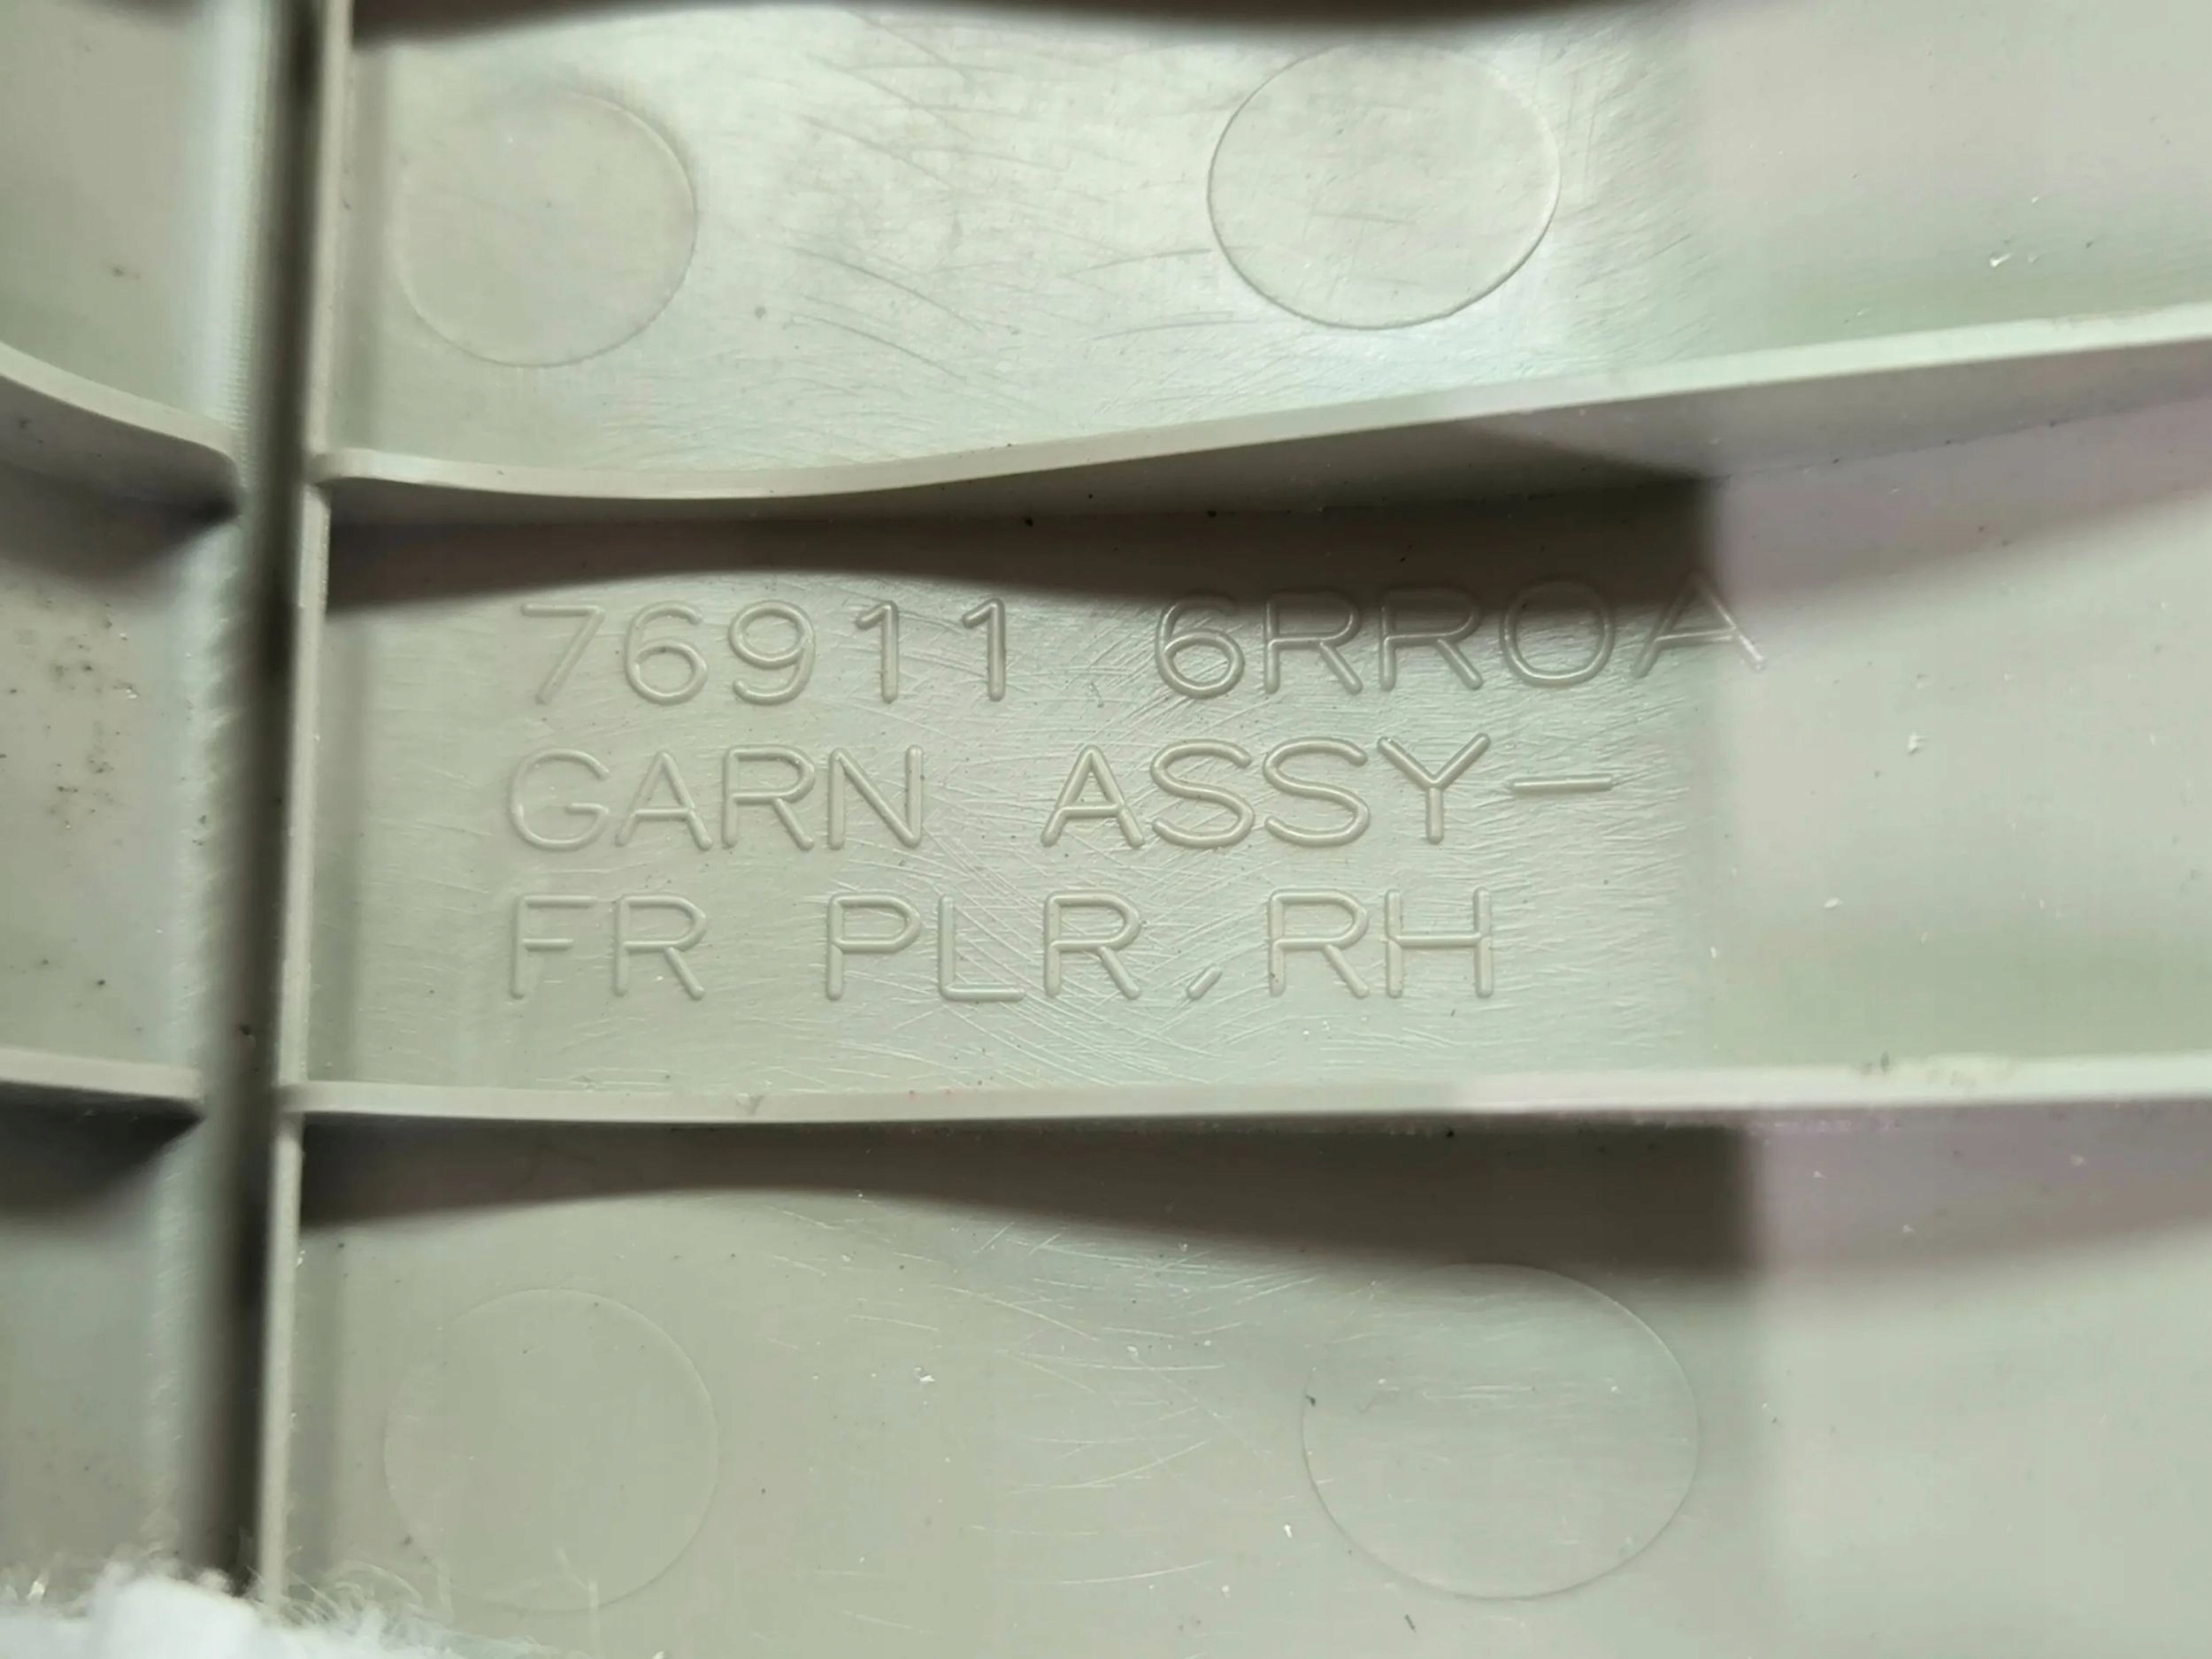 76911 6RR0A
GARN ASSY-
FR PLR,RH